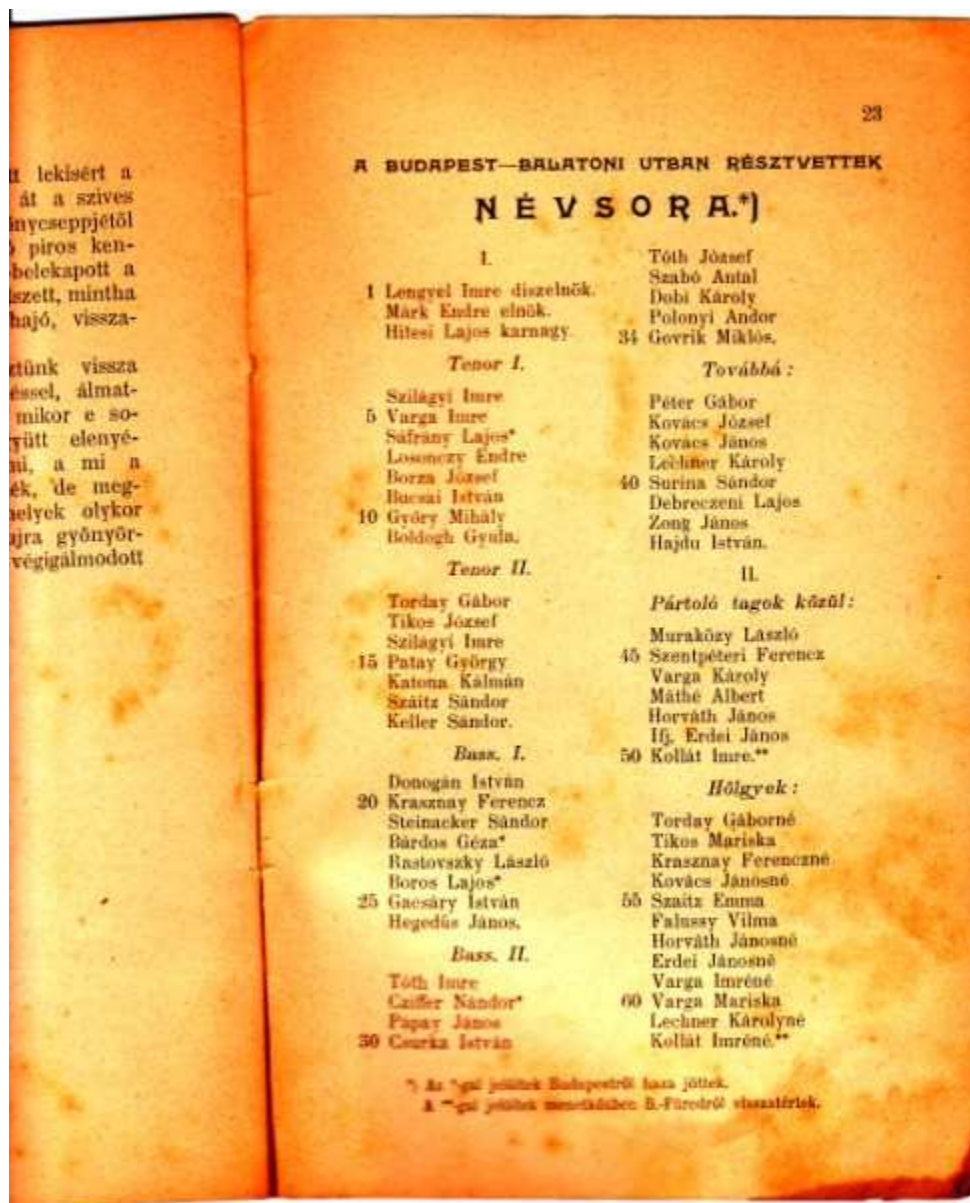 lekisért a
át a szives
nycseppjétől
piros ken-
belekapott a
szett, mintha
hajó, vissza-
tünk vissza
éssel, álmat-
mikor e so-
yütt elenyé-
ni, a mi a
ék, de meg-
helyek olykor
jra gyönyör-
végigálmodott
23
A BUDAPEST—BALATONI UTBAN RÉSZTVETTEK
NÉVSORA.*)
I.
1 Lengyel Imre diszelnök.
Márk Endre elnök.
Hitesi Lajos karnagy.
Tenor I.
Szilágyi Imre
5 Varga Imre
Sáfrány Lajos*
Losonczy Endre
Borza József
Bucsai István
10 Győry Mihály
Boldogh Gyula.
Tenor II.
Torday Gábor
Tikos József
Szilágyi Imre
15 Patay György
Katona Kálmán
Száitz Sándor
Keller Sándor.
Bass. I.
Donogán István
20 Krasznay Ferencz
Steinacker Sándor
Bárdos Géza*
Rastovszky László
Boros Lajos*
25 Gacsáry István
Hegedűs János.
Bass. II.
Tóth Imre
Cziffer Nándor*
Papay János
30 Csurka István
Tóth József
Szabó Antal
Dobi Károly
Polonyi Andor
34 Govrik Miklós.
Továbbá:
Péter Gábor
Kovács József
Kovács János
Lechner Károly
40 Surina Sándor
Debreczeni Lajos
Zong János
Hajdu István.
II.
Pártoló tagok közül:
Muraközy László
45 Szentpéteri Ferencz
Varga Károly
Máthé Albert
Horváth János
Ifj. Erdei János
50 Kollát Imre.**
Hölgyek:
Torday Gáborné
Tikos Mariska
Krasznay Ferenczné
Kovács Jánosné
55 Szaitz Emma
Falussy Vilma
Horváth Jánosné
Erdei Jánosné
Varga Imréné
60 Varga Mariska
Lechner Károlyné
Kollát Imréné.**
*) Az *-gal jelöltek Budapestről haza jöttek.
A **-gal jelöltek menetközben B.-Füredről visszatértek.